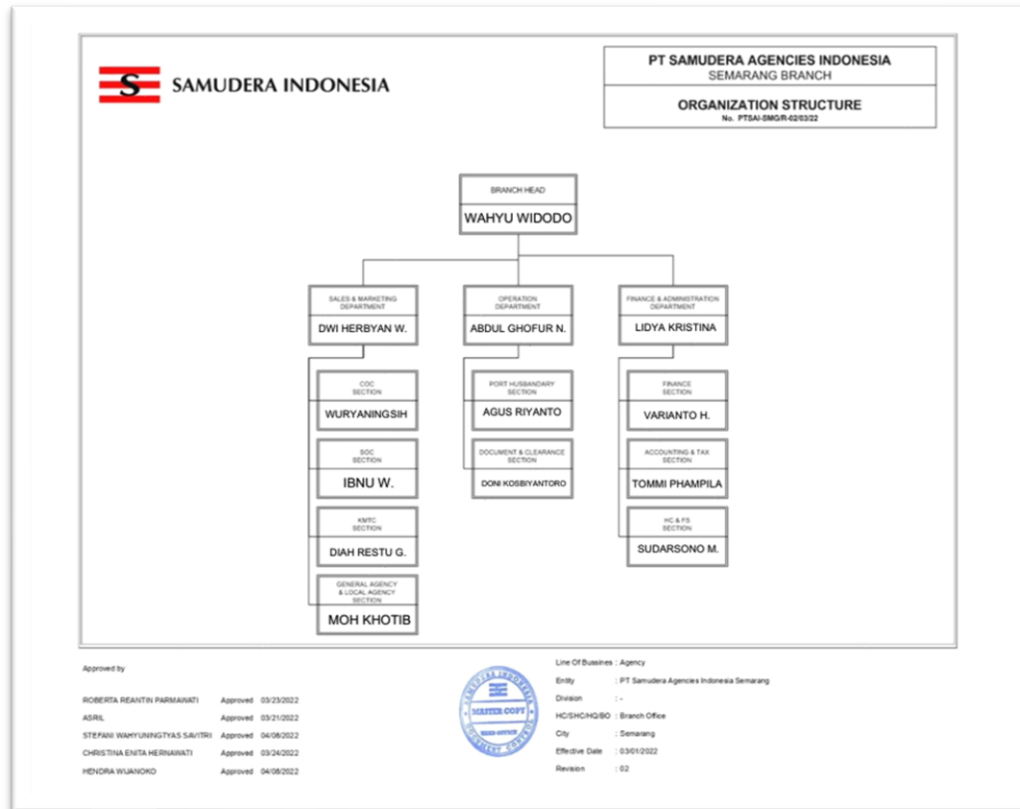 S SAMUDERA INDONESIA
PT SAMUDERA AGENCIES INDONESIA
SEMARANG BRANCH
ORGANIZATION STRUCTURE
No. PTSAI-SMG/R-02/03/22
BRANCH HEAD
WAHYU WIDODO
SALES & MARKETING
DEPARTMENT
DWI HERBYAN W.
OPERATION
DEPARTMENT
ABDUL GHOFUR N.
FINANCE & ADMINISTRATION
DEPARTMENT
LIDYA KRISTINA
COC
SECTION
WURYANINGSIH
PORT HUSBANDARY
SECTION
AGUS RIYANTO
FINANCE
SECTION
VARIANTO H.
SOC
SECTION
IBNU W.
DOCUMENT & CLEARANCE
SECTION
DONI KOSBIYANTORO
ACCOUNTING & TAX
SECTION
TOMMI PHAMPILA
KMTC
SECTION
DIAH RESTU G.
HC & FS
SECTION
SUDARSONO M.
GENERAL AGENCY
& LOCAL AGENCY
SECTION
MOH KHOTIB
Approved by
ROBERTA REANTIN PARMAWATI Approved 03/23/2022
ASRIL Approved 03/21/2022
STEFANI WAHYUNINGTYAS SAVITRI Approved 04/08/2022
CHRISTINA ENITA HERNAWATI Approved 03/24/2022
HENDRA WIJANOKO Approved 04/08/2022
SAMUDERA INDONESIA
MASTER COPY
HEAD OFFICE
DOCUMENT CONTROL
Line Of Bussines : Agency
Entity : PT Samudera Agencies Indonesia Semarang
Division : -
HC/SHC/HQ/BO : Branch Office
City : Semarang
Effective Date : 03/01/2022
Revision : 02